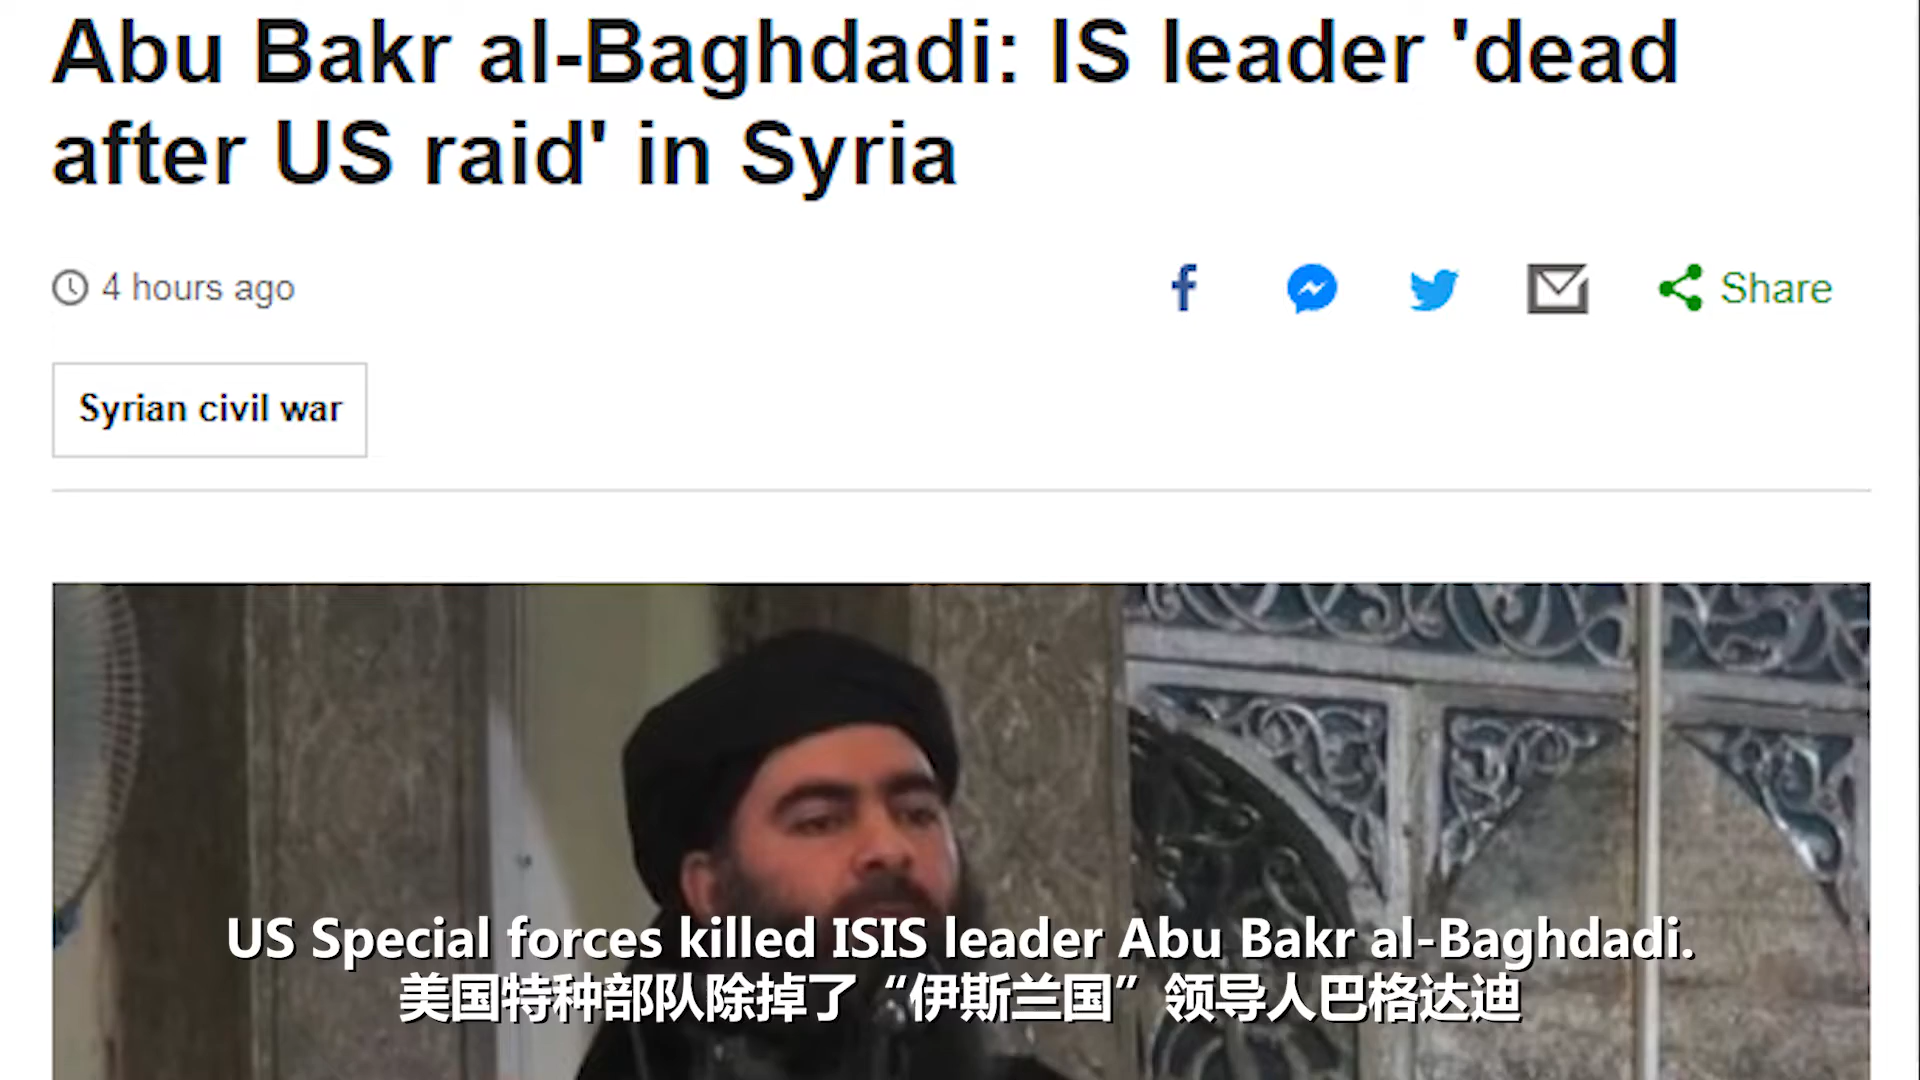 Abu Bakr al-Baghdadi: IS leader 'dead
after US raid' in Syria
4 hours ago
Share
Syrian civil war
US Special forces killed ISIS leader Abu Bakr al-Baghdadi.
美国特种部队除掉了“伊斯兰国”领导人巴格达迪